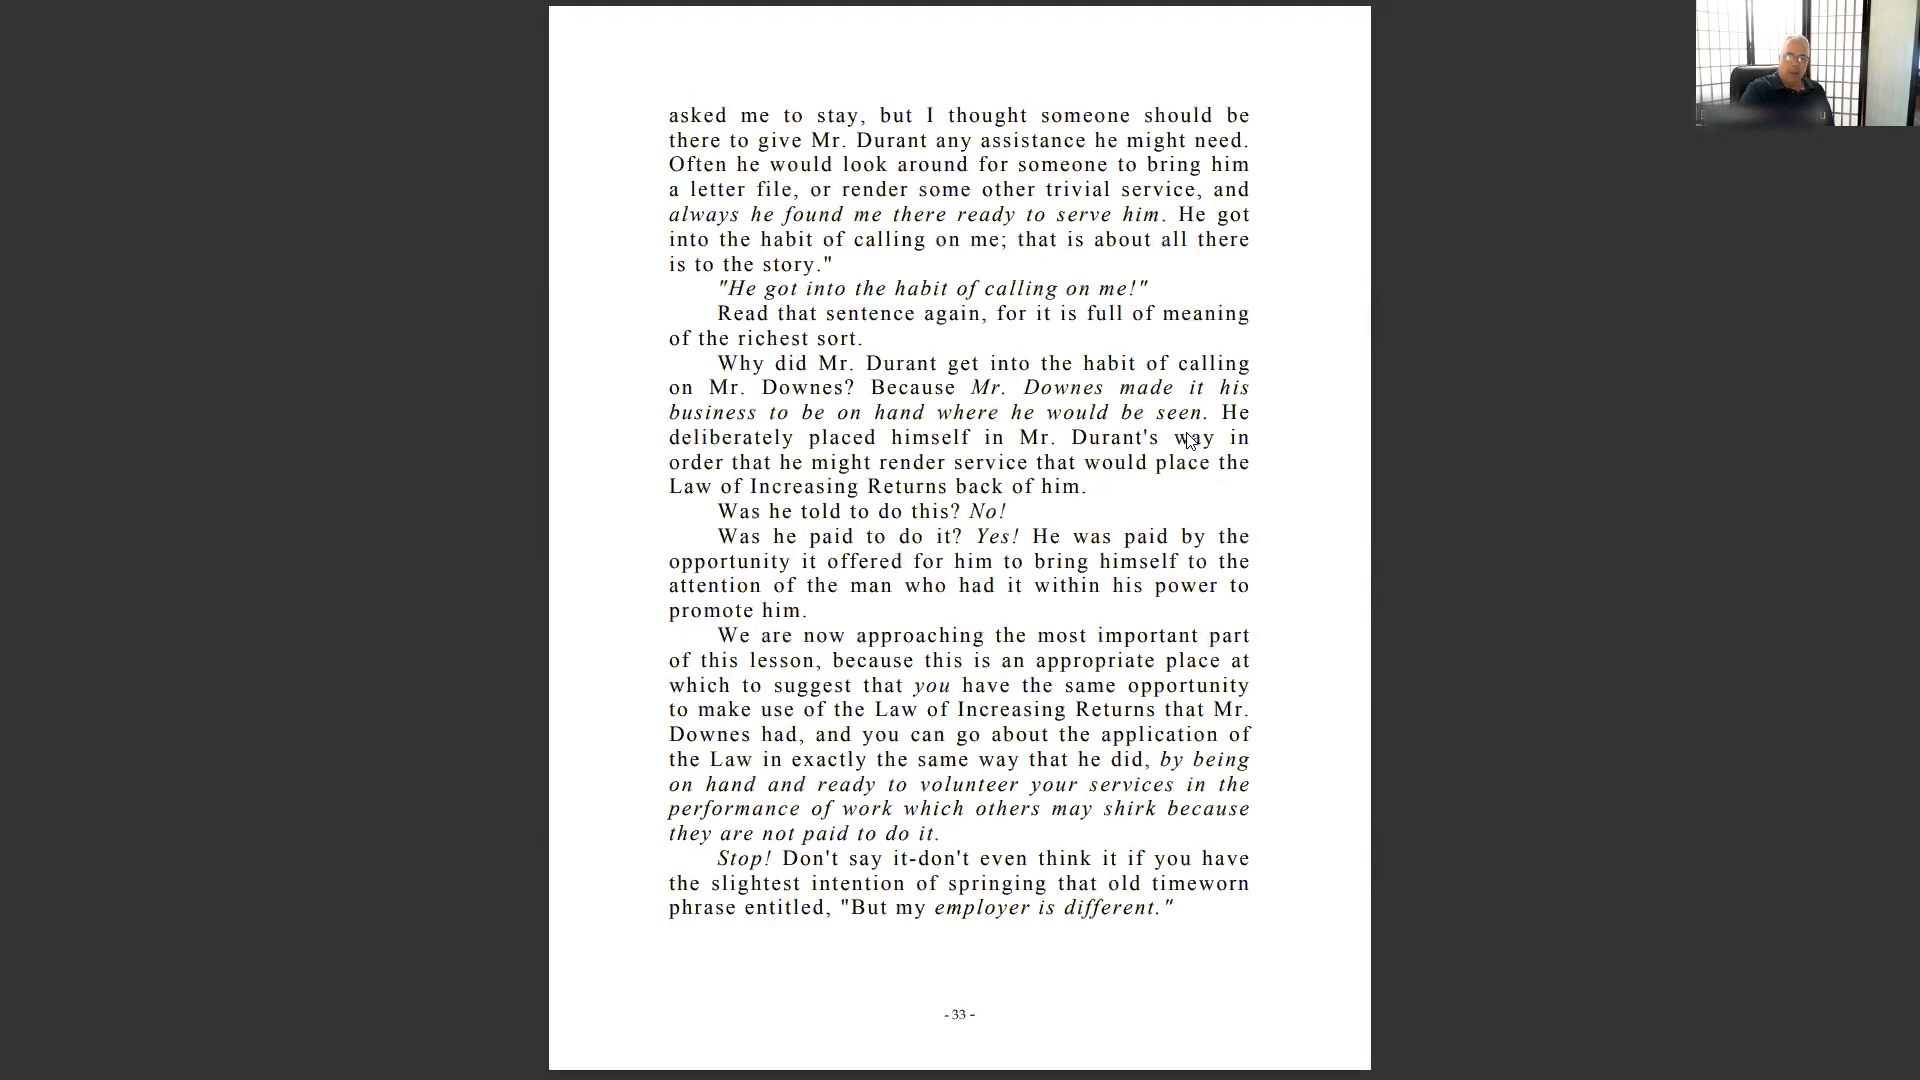 asked me to stay, but I thought someone should be
there to give Mr. Durant any assistance he might need.
Often he would look around for someone to bring him
a letter file, or render some other trivial service, and
always he found me there ready to serve him. He got
into the habit of calling on me; that is about all there
is to the story."
"He got into the habit of calling on me!"
Read that sentence again, for it is full of meaning
of the richest sort.
Why did Mr. Durant get into the habit of calling
on Mr. Downes? Because Mr. Downes made it his
business to be on hand where he would be seen. He
deliberately placed himself in Mr. Durant's way in
order that he might render service that would place the
Law of Increasing Returns back of him.
Was he told to do this? No!
Was he paid to do it? Yes! He was paid by the
opportunity it offered for him to bring himself to the
attention of the man who had it within his power to
promote him.
We are now approaching the most important part
of this lesson, because this is an appropriate place at
which to suggest that you have the same opportunity
to make use of the Law of Increasing Returns that Mr.
Downes had, and you can go about the application of
the Law in exactly the same way that he did, by being
on hand and ready to volunteer your services in the
performance of work which others may shirk because
they are not paid to do it.
Stop! Don't say it-don't even think it if you have
the slightest intention of springing that old timeworn
phrase entitled, "But my employer is different."
- 33 -